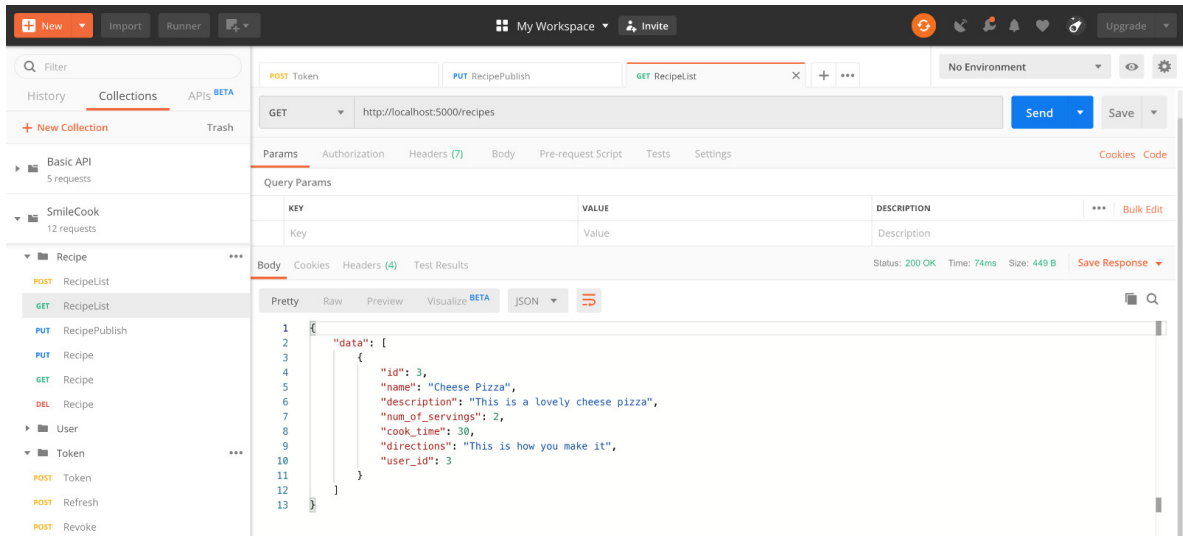 New Import Runner My Workspace Invite Upgrade
Filter
History Collections APIs BETA
+ New Collection Trash
Basic API
5 requests
SmileCook
12 requests
Recipe
POST RecipeList
GET RecipeList
PUT RecipePublish
PUT Recipe
GET Recipe
DEL Recipe
User
Token
POST Token
POST Refresh
POST Revoke
POST Token PUT RecipePublish GET RecipeList No Environment
GET http://localhost:5000/recipes Send Save
Params Authorization Headers (7) Body Pre-request Script Tests Settings Cookies Code
Query Params
KEY VALUE DESCRIPTION Bulk Edit
Key Value Description
Body Cookies Headers (4) Test Results Status: 200 OK Time: 74ms Size: 449 B Save Response
Pretty Raw Preview Visualize BETA JSON
1 {
2 "data": [
3 {
4 "id": 3,
5 "name": "Cheese Pizza",
6 "description": "This is a lovely cheese pizza",
7 "num_of_servings": 2,
8 "cook_time": 30,
9 "directions": "This is how you make it",
10 "user_id": 3
11 }
12 ]
13 }